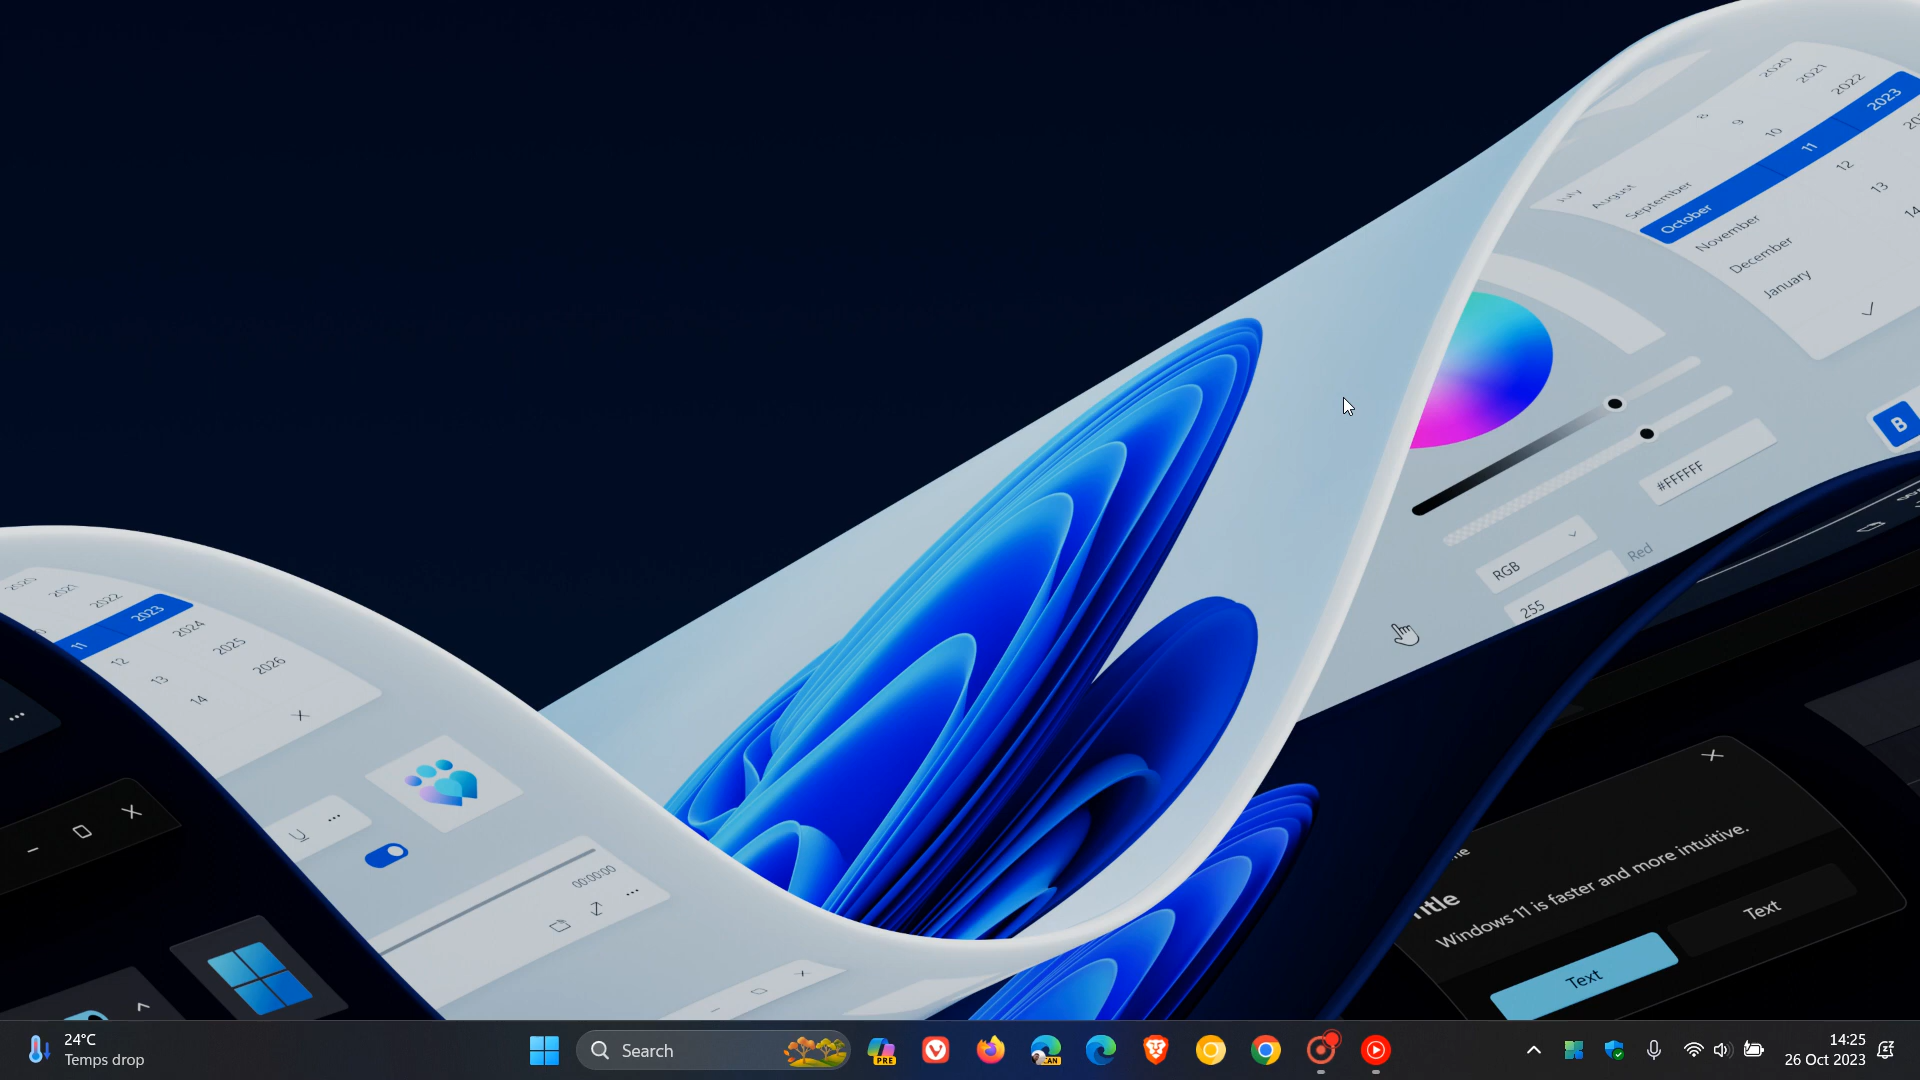 2020
2021
2022
2023
8
9
10
11
12
13
14
July
August
September
October
November
December
January
#FFFFFF
RGB
Red
255
B
2020
2021
2022
11
2023
12
2024
13
2025
14
2026
00:00:00
Windows 11 is faster and more intuitive.
Text
Text
24°C
Temps drop
Search
PRE
CAN
14:25
26 Oct 2023